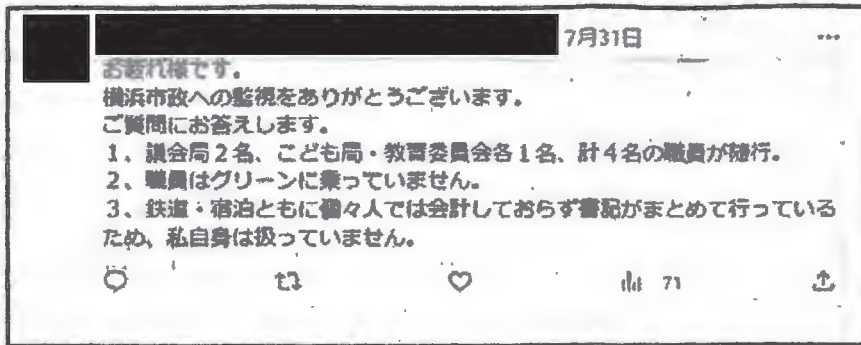 7月31日
お疲れ様です。
横浜市政への監視をありがとうございます。
ご質問にお答えします。
1、議会局2名、こども局・教育委員会各1名、計4名の職員が随行。
2、職員はグリーンに乗っていません。
3、鉄道・宿泊ともに個々人では会計しておらず書記がまとめて行っている
ため、私自身は扱っていません。
71